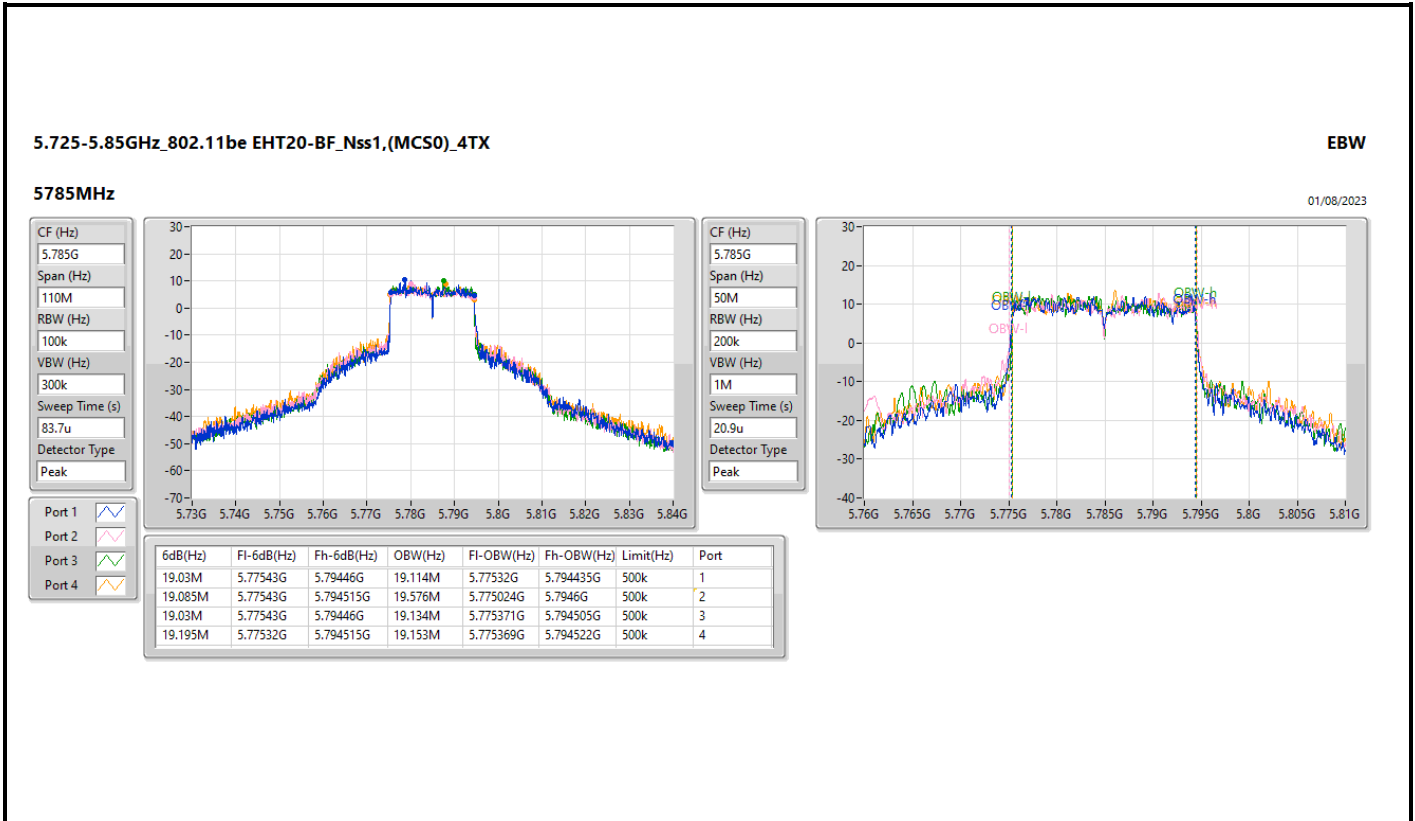 5.725-5.85GHz_802.11be EHT20-BF_Nss1,(MCS0)_4TX
EBW
5785MHz
01/08/2023
CF (Hz)
5.785G
Span (Hz)
110M
RBW (Hz)
100k
VBW (Hz)
300k
Sweep Time (s)
83.7u
Detector Type
Peak
30
20
10
0
-10
-20
-30
-40
-50
-60
-70
5.73G 5.74G 5.75G 5.76G 5.77G 5.78G 5.79G 5.8G 5.81G 5.82G 5.83G 5.84G
CF (Hz)
5.785G
Span (Hz)
50M
RBW (Hz)
200k
VBW (Hz)
1M
Sweep Time (s)
20.9u
Detector Type
Peak
30
20
10
0
-10
-20
-30
-40
OBW-l
OBW-h
5.76G 5.765G 5.77G 5.775G 5.78G 5.785G 5.79G 5.795G 5.8G 5.805G 5.81G
Port 1
Port 2
Port 3
Port 4
6dB(Hz) Fl-6dB(Hz) Fh-6dB(Hz) OBW(Hz) Fl-OBW(Hz) Fh-OBW(Hz) Limit(Hz) Port
19.03M 5.77543G 5.79446G 19.114M 5.77532G 5.794435G 500k 1
19.085M 5.77543G 5.794515G 19.576M 5.775024G 5.7946G 500k 2
19.03M 5.77543G 5.79446G 19.134M 5.775371G 5.794505G 500k 3
19.195M 5.77532G 5.794515G 19.153M 5.775369G 5.794522G 500k 4